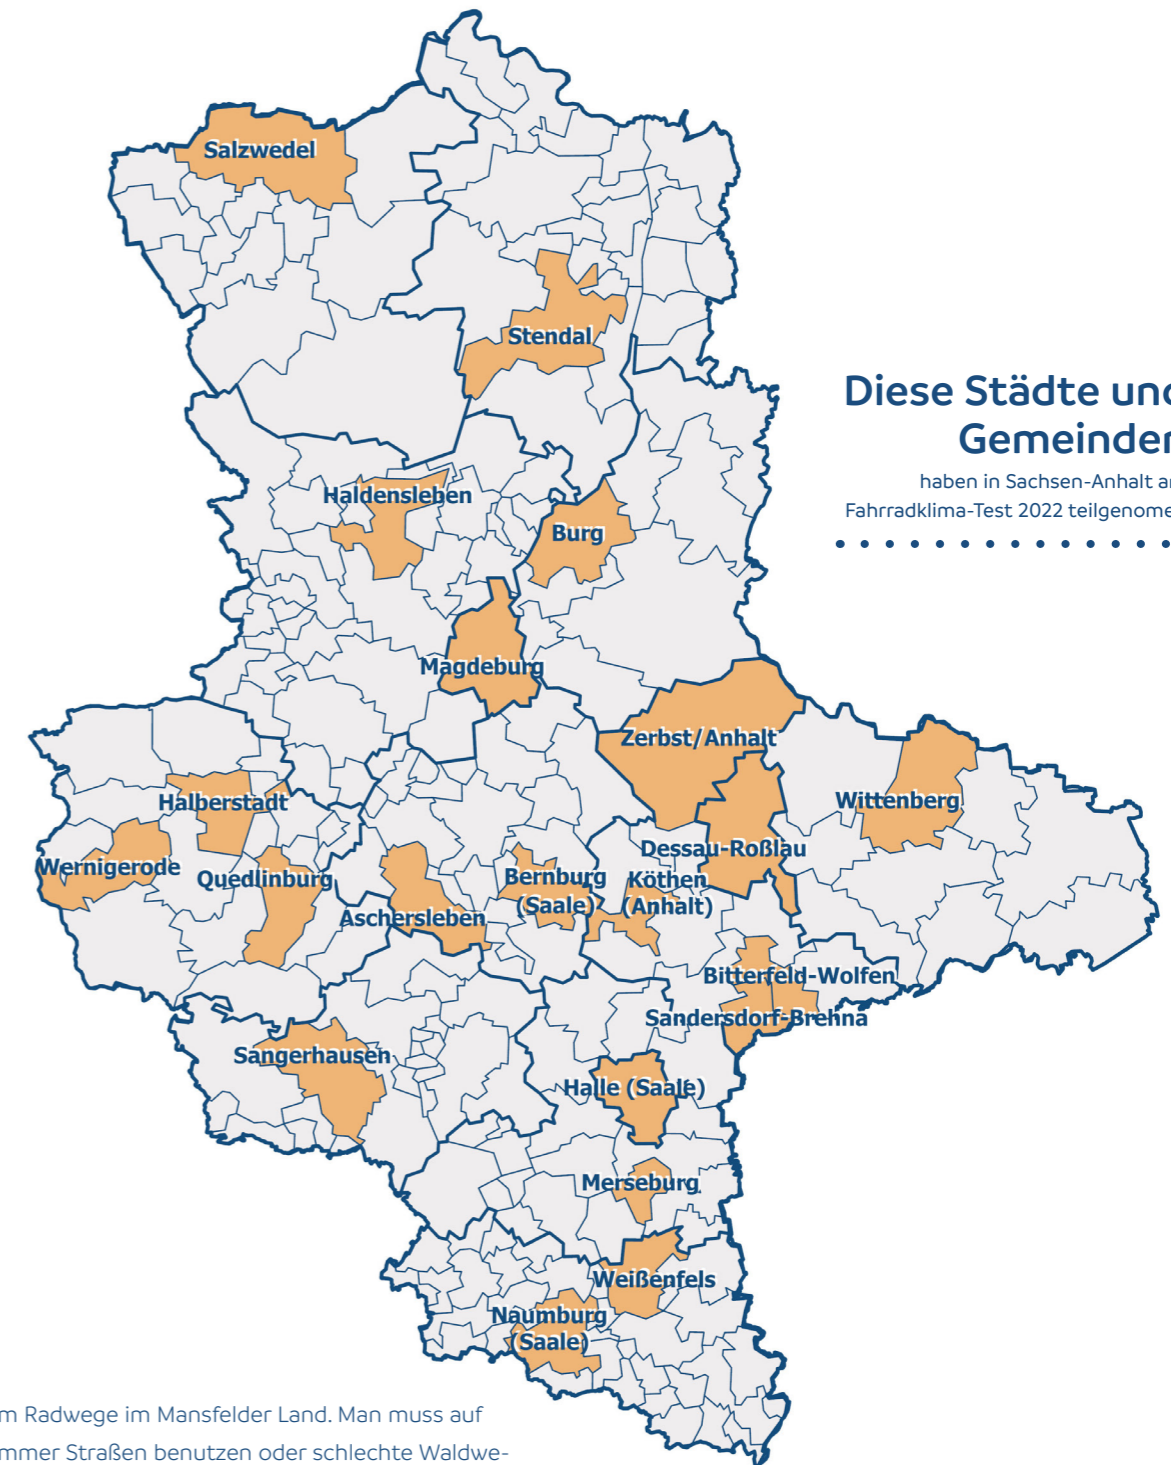 Salzwedel
Stendal
Diese Städte und
Gemeinden
haben in Sachsen-Anhalt a
Fahrradklima-Test 2022 teilgenome
Haldensleben
Burg
Magdeburg
Zerbst/Anhalt
Halberstadt
Wittenberg
Wernigerode
Quedlinburg
Dessau-Roßlau
Aschersleben
Bernburg
(Saale)
Köthen
(Anhalt)
Bitterfeld-Wolfen
Sandersdorf-Brehna
Sangerhausen
Halle (Saale)
Merseburg
Weißenfels
Naumburg
(Saale)
m Radwege im Mansfelder Land. Man muss auf
mmer Straßen benutzen oder schlechte Waldwe-